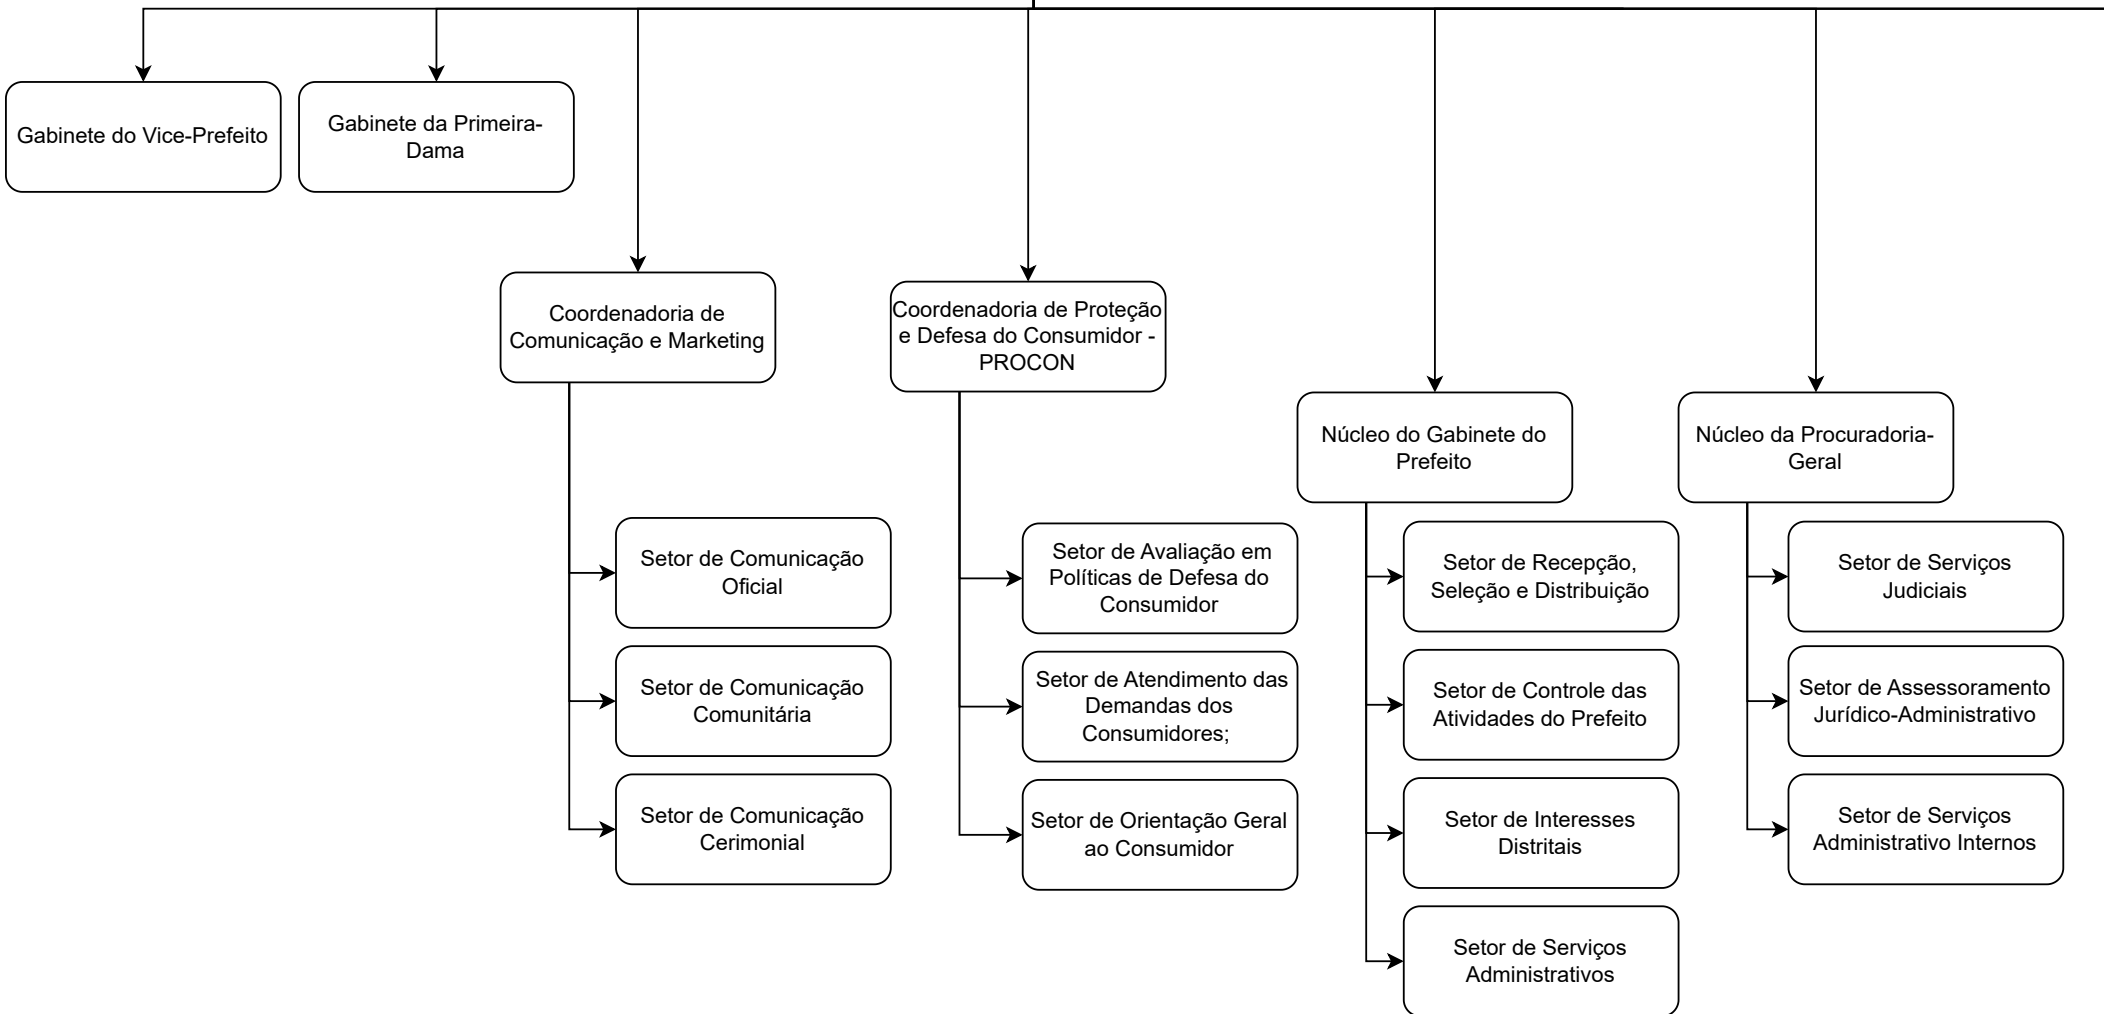 Gabinete do Vice-Prefeito
Gabinete da Primeira-
Dama
Coordenadoria de
Comunicação e Marketing
Setor de Comunicação
Oficial
Setor de Comunicação
Comunitária
Setor de Comunicação
Cerimonial
Coordenadoria de Proteção
e Defesa do Consumidor -
PROCON
Setor de Avaliação em
Políticas de Defesa do
Consumidor
Setor de Atendimento das
Demandas dos
Consumidores;
Setor de Orientação Geral
ao Consumidor
Núcleo do Gabinete do
Prefeito
Setor de Recepção,
Seleção e Distribuição
Setor de Controle das
Atividades do Prefeito
Setor de Interesses
Distritais
Setor de Serviços
Administrativos
Núcleo da Procuradoria-
Geral
Setor de Serviços
Judiciais
Setor de Assessoramento
Jurídico-Administrativo
Setor de Serviços
Administrativo Internos